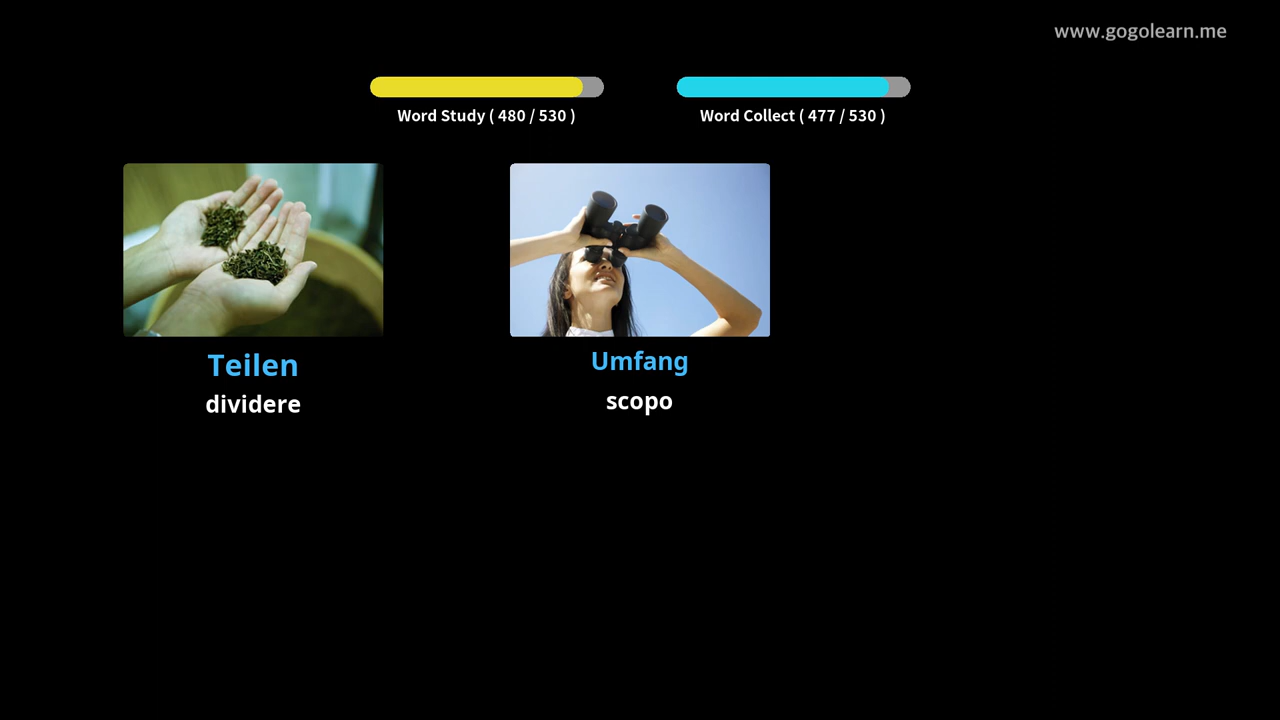 www.gogolearn.me
Word Study ( 480 / 530 )
Word Collect ( 477 / 530 )
Teilen
dividere
Umfang
scopo